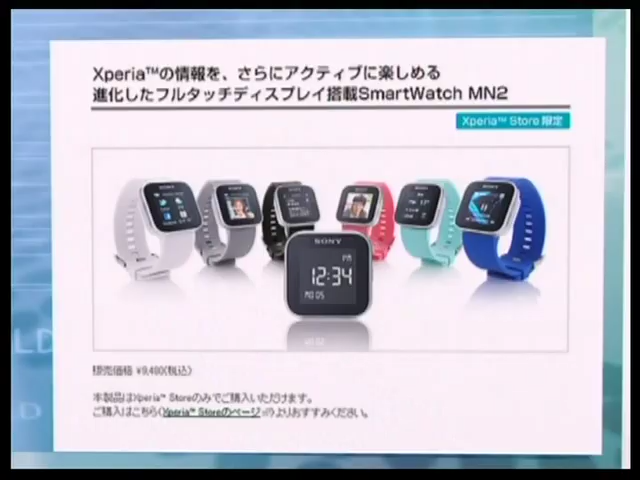 Xperia™の情報を、さらにアクティブに楽しめる
進化したフルタッチディスプレイ搭載SmartWatch MN2
Xperia™ Store限定
SONY
PM
12:34
MO 05
販売価格 ¥9,480(税込)
本製品はXperia™ Storeのみでご購入いただけます。
ご購入はこちら(Xperia™ Storeのページ)よりおすすみください。
LD
D